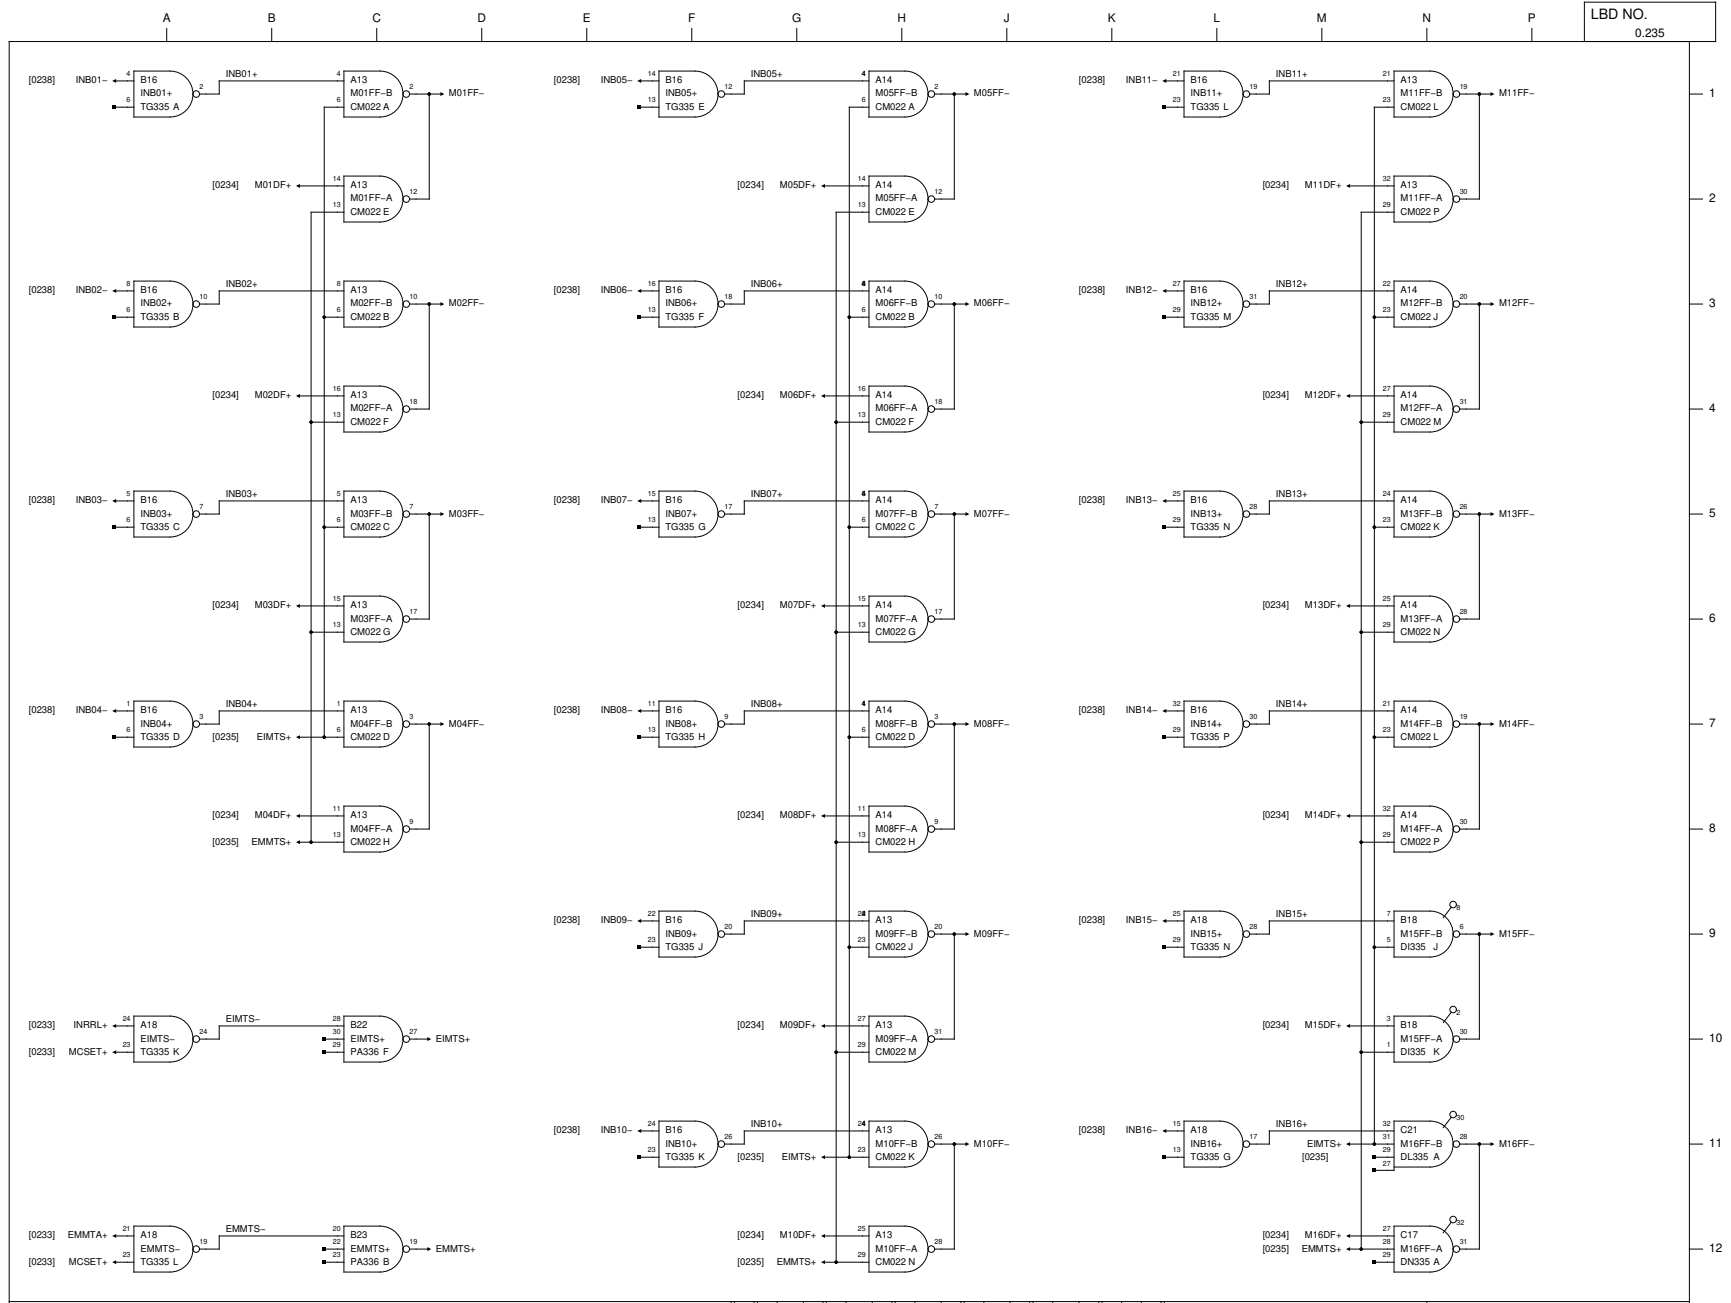 A B C D E F G H J K L M N P LBD NO.
0.235
[0238] INB01− 4 B16 INB01+ 4 A13 [0238] INB05− 14 B16 INB05+ 4 A14 [0238] INB11− 21 B16 INB11+ 21 A13
INB01+ 2 M01FF−B 2 M01FF− INB05+ 12 M05FF−B 2 M05FF− INB11+ 19 M11FF−B 19 M11FF− 1
6 TG335 A 6 CM022 A 13 TG335 E 6 CM022 A 23 TG335 L 23 CM022 L
[0234] M01DF+ 14 A13 [0234] M05DF+ 14 A14 [0234] M11DF+ 32 A13
M01FF−A 12 M05FF−A 12 M11FF−A 30 2
13 CM022 E 13 CM022 E 29 CM022 P
[0238] INB02− 8 B16 INB02+ 8 A13 [0238] INB06− 16 B16 INB06+ A14 [0238] INB12− 27 B16 INB12+ 22 A14
INB02+ 10 M02FF−B 10 M02FF− INB06+ 18 M06FF−B 10 M06FF− INB12+ 31 M12FF−B 20 M12FF− 3
6 TG335 B 6 CM022 B 13 TG335 F 6 CM022 B 29 TG335 M 23 CM022 J
[0234] M02DF+ 16 A13 [0234] M06DF+ 16 A14 [0234] M12DF+ 27 A14
M02FF−A 18 M06FF−A 18 M12FF−A 31 4
13 CM022 F 13 CM022 F 29 CM022 M
[0238] INB03− 5 B16 INB03+ 5 A13 [0238] INB07− 15 B16 INB07+ A14 [0238] INB13− 25 B16 INB13+ 24 A14
INB03+ 7 M03FF−B 7 M03FF− INB07+ 17 M07FF−B 7 M07FF− INB13+ 28 M13FF−B 26 M13FF− 5
6 TG335 C 6 CM022 C 13 TG335 G 6 CM022 C 29 TG335 N 23 CM022 K
[0234] M03DF+ 15 A13 [0234] M07DF+ 15 A14 [0234] M13DF+ 25 A14
M03FF−A 17 M07FF−A 17 M13FF−A 28 6
13 CM022 G 13 CM022 G 29 CM022 N
[0238] INB04− 1 B16 INB04+ 1 A13 [0238] INB08− 11 B16 INB08+ A14 [0238] INB14− 32 B16 INB14+ 21 A14
INB04+ 3 M04FF−B 3 M04FF− INB08+ 9 M08FF−B 3 M08FF− INB14+ 30 M14FF−B 19 M14FF− 7
6 TG335 D [0235] EIMTS+ 6 CM022 D 13 TG335 H 6 CM022 D 29 TG335 P 23 CM022 L
[0234] M04DF+ 11 A13 [0234] M08DF+ 11 A14 [0234] M14DF+ 32 A14
M04FF−A 9 M08FF−A 9 M14FF−A 30 8
[0235] EMMTS+ 13 CM022 H 13 CM022 H 29 CM022 P
[0238] INB09− 22 B16 INB09+ A13 [0238] INB15− 25 A18 INB15+ 7 B18 8
INB09+ 20 M09FF−B 20 M09FF− INB15+ 28 M15FF−B 6 M15FF− 9
23 TG335 J 23 CM022 J 29 TG335 N 5 DI335 J
[0233] INRRL+ 24 A18 EIMTS− 28 B22 [0234] M09DF+ 27 A13 [0234] M15DF+ 3 B18 2
EIMTS− 24 30 EIMTS+ 27 EIMTS+ M09FF−A 31 M15FF−A 30 10
[0233] MCSET+ 23 TG335 K 29 PA336 F 29 CM022 M 1 DI335 K
[0238] INB10− 24 B16 INB10+ A13 [0238] INB16− 15 A18 INB16+ 32 C21 30
INB10+ 26 M10FF−B 26 M10FF− INB16+ 17 EIMTS+ 31 M16FF−B 28 M16FF− 11
23 TG335 K [0235] EIMTS+ 23 CM022 K 13 TG335 G [0235] 29 DL335 A
27
[0233] EMMTA+ 21 A18 EMMTS− 20 B23 [0234] M10DF+ 25 A13 [0234] M16DF+ 27 C17 32
EMMTS− 19 22 EMMTS+ 19 EMMTS+ M10FF−A 28 [0235] EMMTS+ 28 M16FF−A 31 12
[0233] MCSET+ 23 TG335 L 23 PA336 B [0235] EMMTS+ 29 CM022 N 29 DN335 A